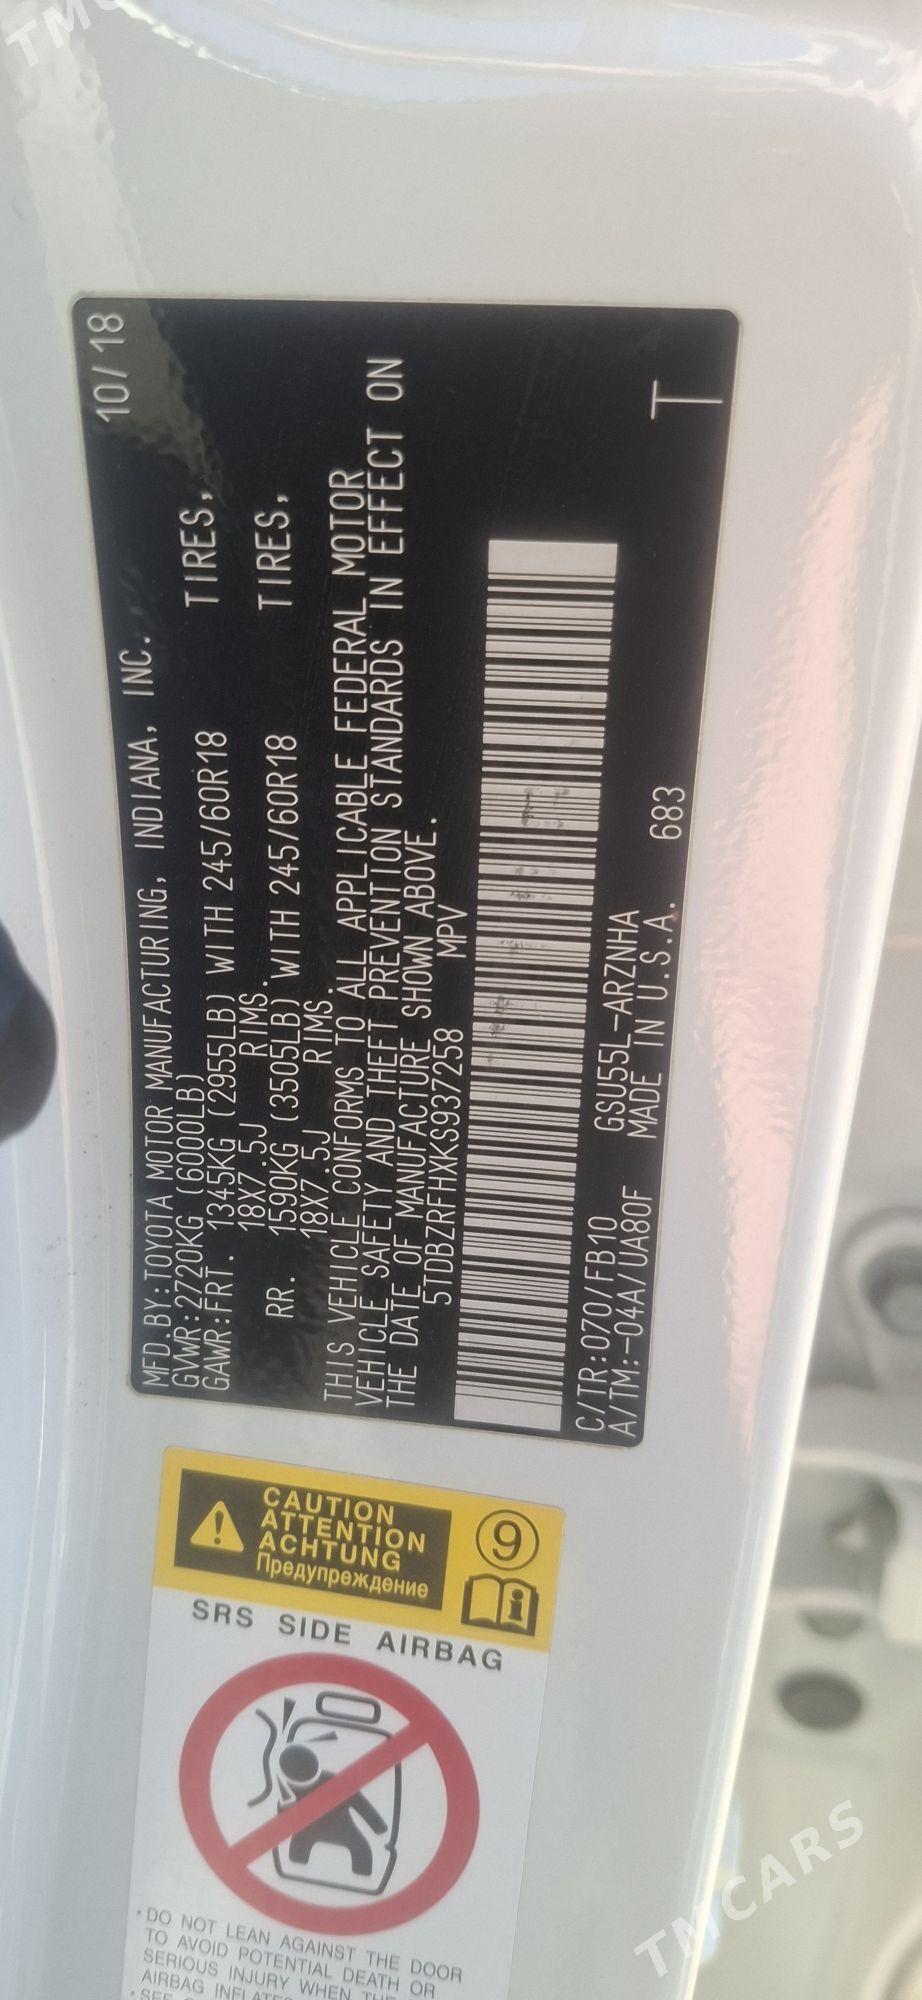 MFD.BY:TOYOTA MOTOR MANUFACTURING, INDIANA, INC. 10/18
GVWR:2720KG (6000LB)
GAWR:FRT. 1345KG (2955LB) WITH 245/60R18 TIRES,
18X7.5J RIMS.
RR. 1590KG (3505LB) WITH 245/60R18 TIRES,
18X7.5J RIMS.
THIS VEHICLE CONFORMS TO ALL APPLICABLE FEDERAL MOTOR
VEHICLE SAFETY AND THEFT PREVENTION STANDARDS IN EFFECT ON
THE DATE OF MANUFACTURE SHOWN ABOVE.
5TDBZRFHXKS937258 MPV
C/TR:070/FB10 GSU55L-ARZNHA T
A/TM:-04A/UA80F MADE IN U.S.A. 683
CAUTION
ATTENTION
ACHTUNG
Предупреждение
9
SRS SIDE AIRBAG
•DO NOT LEAN AGAINST THE DOOR
TO AVOID POTENTIAL DEATH OR
SERIOUS INJURY WHEN THE
AIRBAG
•SEE
TMCARS